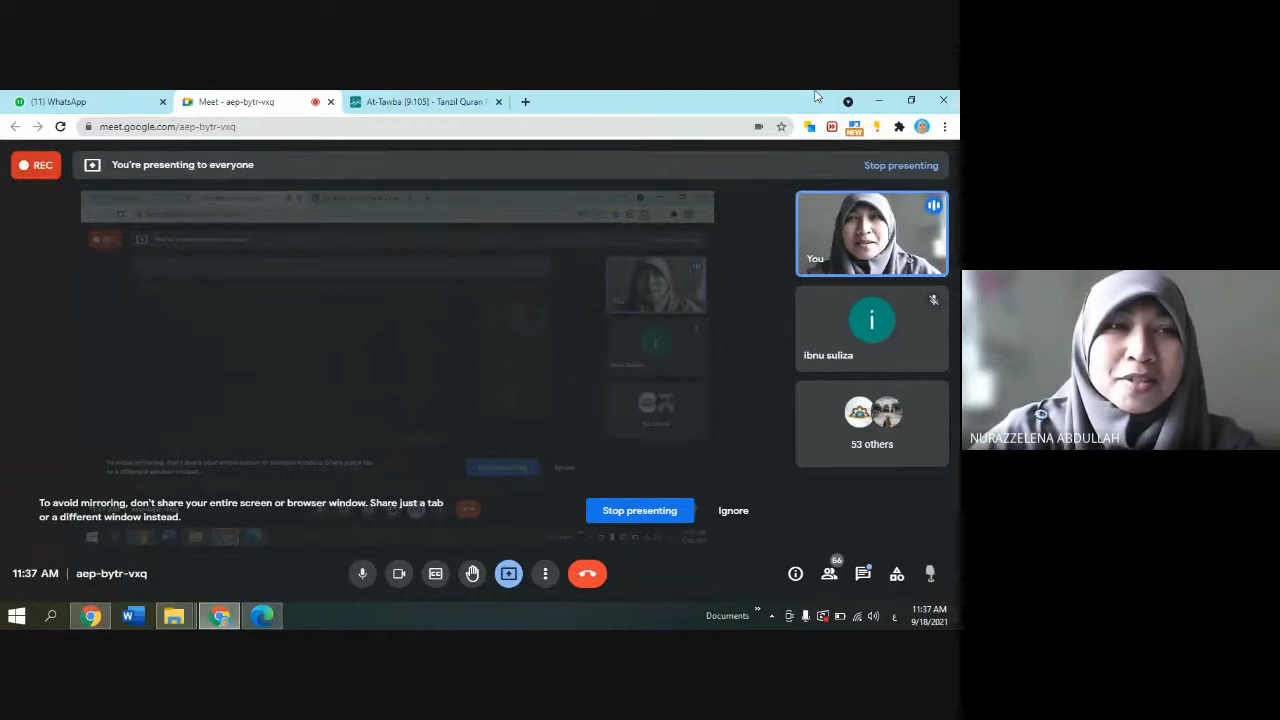 (11) WhatsApp
Meet - aep-bytr-vxq
At-Tawba [9:105] - Tanzil Quran
meet.google.com/aep-bytr-vxq
NEW
REC
You're presenting to everyone
Stop presenting
You
ibnu suliza
53 others
NURAZZELENA ABDULLAH
To avoid mirroring, don't share your entire screen or browser window. Share just a tab
or a different window instead.
Stop presenting
Ignore
11:37 AM
aep-bytr-vxq
56
i
Documents
ع
11:37 AM
9/18/2021